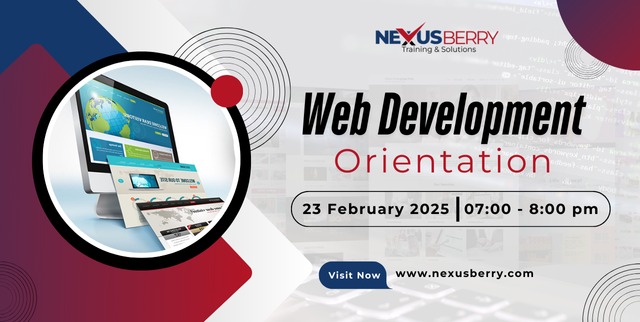 NEXUSBERRY
Training & Solutions
Web Development
Orientation
23 February 2025 | 07:00 - 8:00 pm
Visit Now
www.nexusberry.com